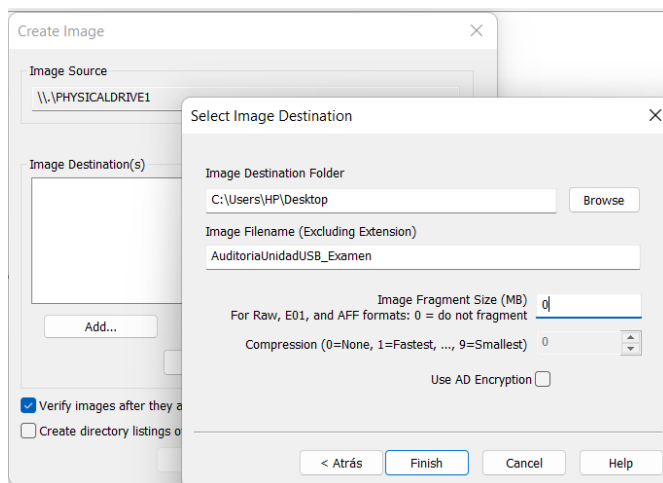 Create Image
Image Source
\\.\PHYSICALDRIVE1
Select Image Destination
Image Destination(s)
Image Destination Folder
C:\Users\HP\Desktop
Browse
Image Filename (Excluding Extension)
AuditoriaUnidadUSB_Examen
Image Fragment Size (MB)
For Raw, E01, and AFF formats: 0 = do not fragment
0
Add...
Compression (0=None, 1=Fastest, ..., 9=Smallest)
0
Use AD Encryption
Verify images after they a
Create directory listings o
< Atrás
Finish
Cancel
Help